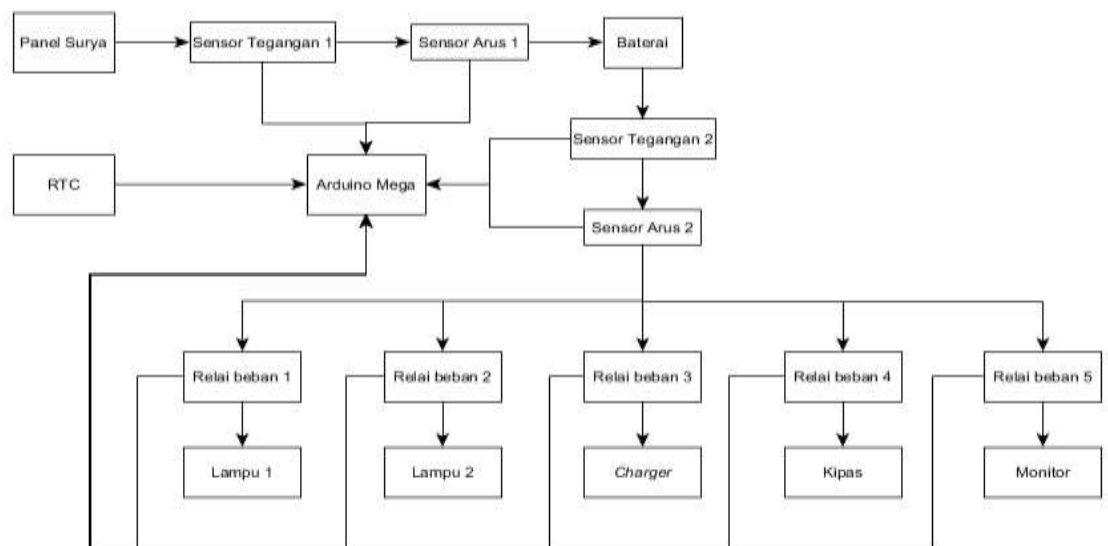 Panel Surya
Sensor Tegangan 1
Sensor Arus 1
Baterai
Sensor Tegangan 2
RTC
Arduino Mega
Sensor Arus 2
Relai beban 1
Relai beban 2
Relai beban 3
Relai beban 4
Relai beban 5
Lampu 1
Lampu 2
Charger
Kipas
Monitor